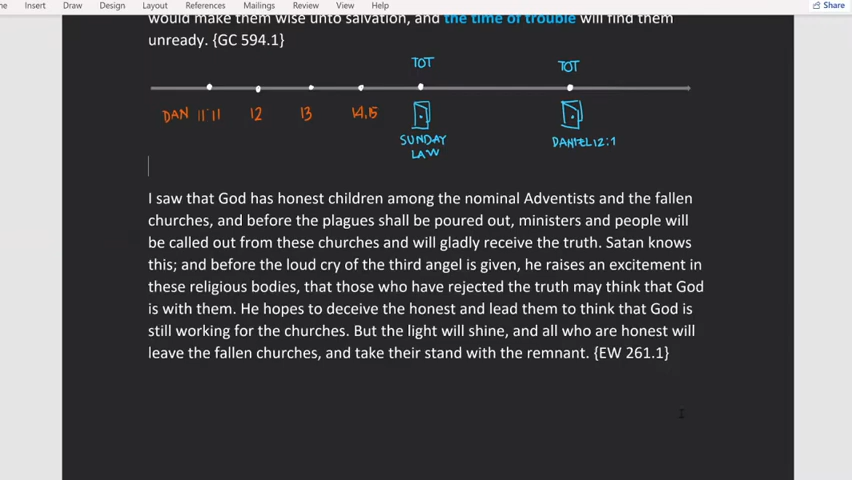 Insert Draw Design Layout References Mailings Review View Help Share
would make them wise unto salvation, and the time of trouble will find them
unready. {GC 594.1}
TOT TOT
DAN 11:11 12 13 14,15
SUNDAY LAW
DANIEL 12:1
I saw that God has honest children among the nominal Adventists and the fallen
churches, and before the plagues shall be poured out, ministers and people will
be called out from these churches and will gladly receive the truth. Satan knows
this; and before the loud cry of the third angel is given, he raises an excitement in
these religious bodies, that those who have rejected the truth may think that God
is with them. He hopes to deceive the honest and lead them to think that God is
still working for the churches. But the light will shine, and all who are honest will
leave the fallen churches, and take their stand with the remnant. {EW 261.1}